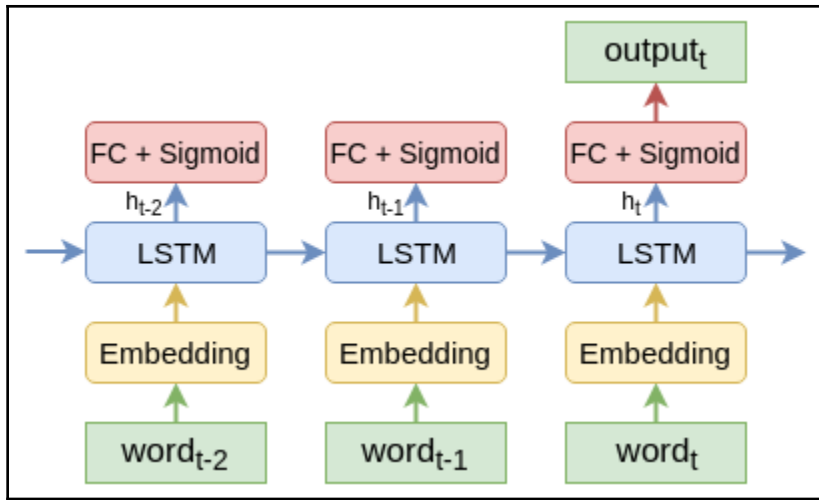 output_t
FC + Sigmoid FC + Sigmoid FC + Sigmoid
h_t-2 h_t-1 h_t
LSTM LSTM LSTM
Embedding Embedding Embedding
word_t-2 word_t-1 word_t